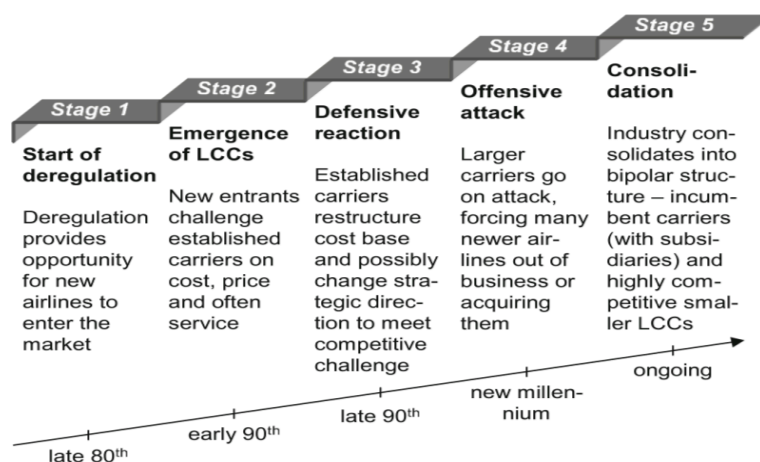 Stage 1
Start of
deregulation
Deregulation
provides
opportunity
for new
airlines to
enter the
market
Stage 2
Emergence
of LCCs
New entrants
challenge
established
carriers on
cost, price
and often
service
Stage 3
Defensive
reaction
Established
carriers
restructure
cost base
and possibly
change stra-
tegic direc-
tion to meet
competitive
challenge
Stage 4
Offensive
attack
Larger
carriers go
on attack,
forcing many
newer air-
lines out of
business or
acquiring
them
Stage 5
Consoli-
dation
Industry con-
solidates into
bipolar struc-
ture – incum-
bent carriers
(with subsi-
diaries) and
highly com-
petitive smal-
ler LCCs
late 80th
early 90th
late 90th
new millen-
nium
ongoing